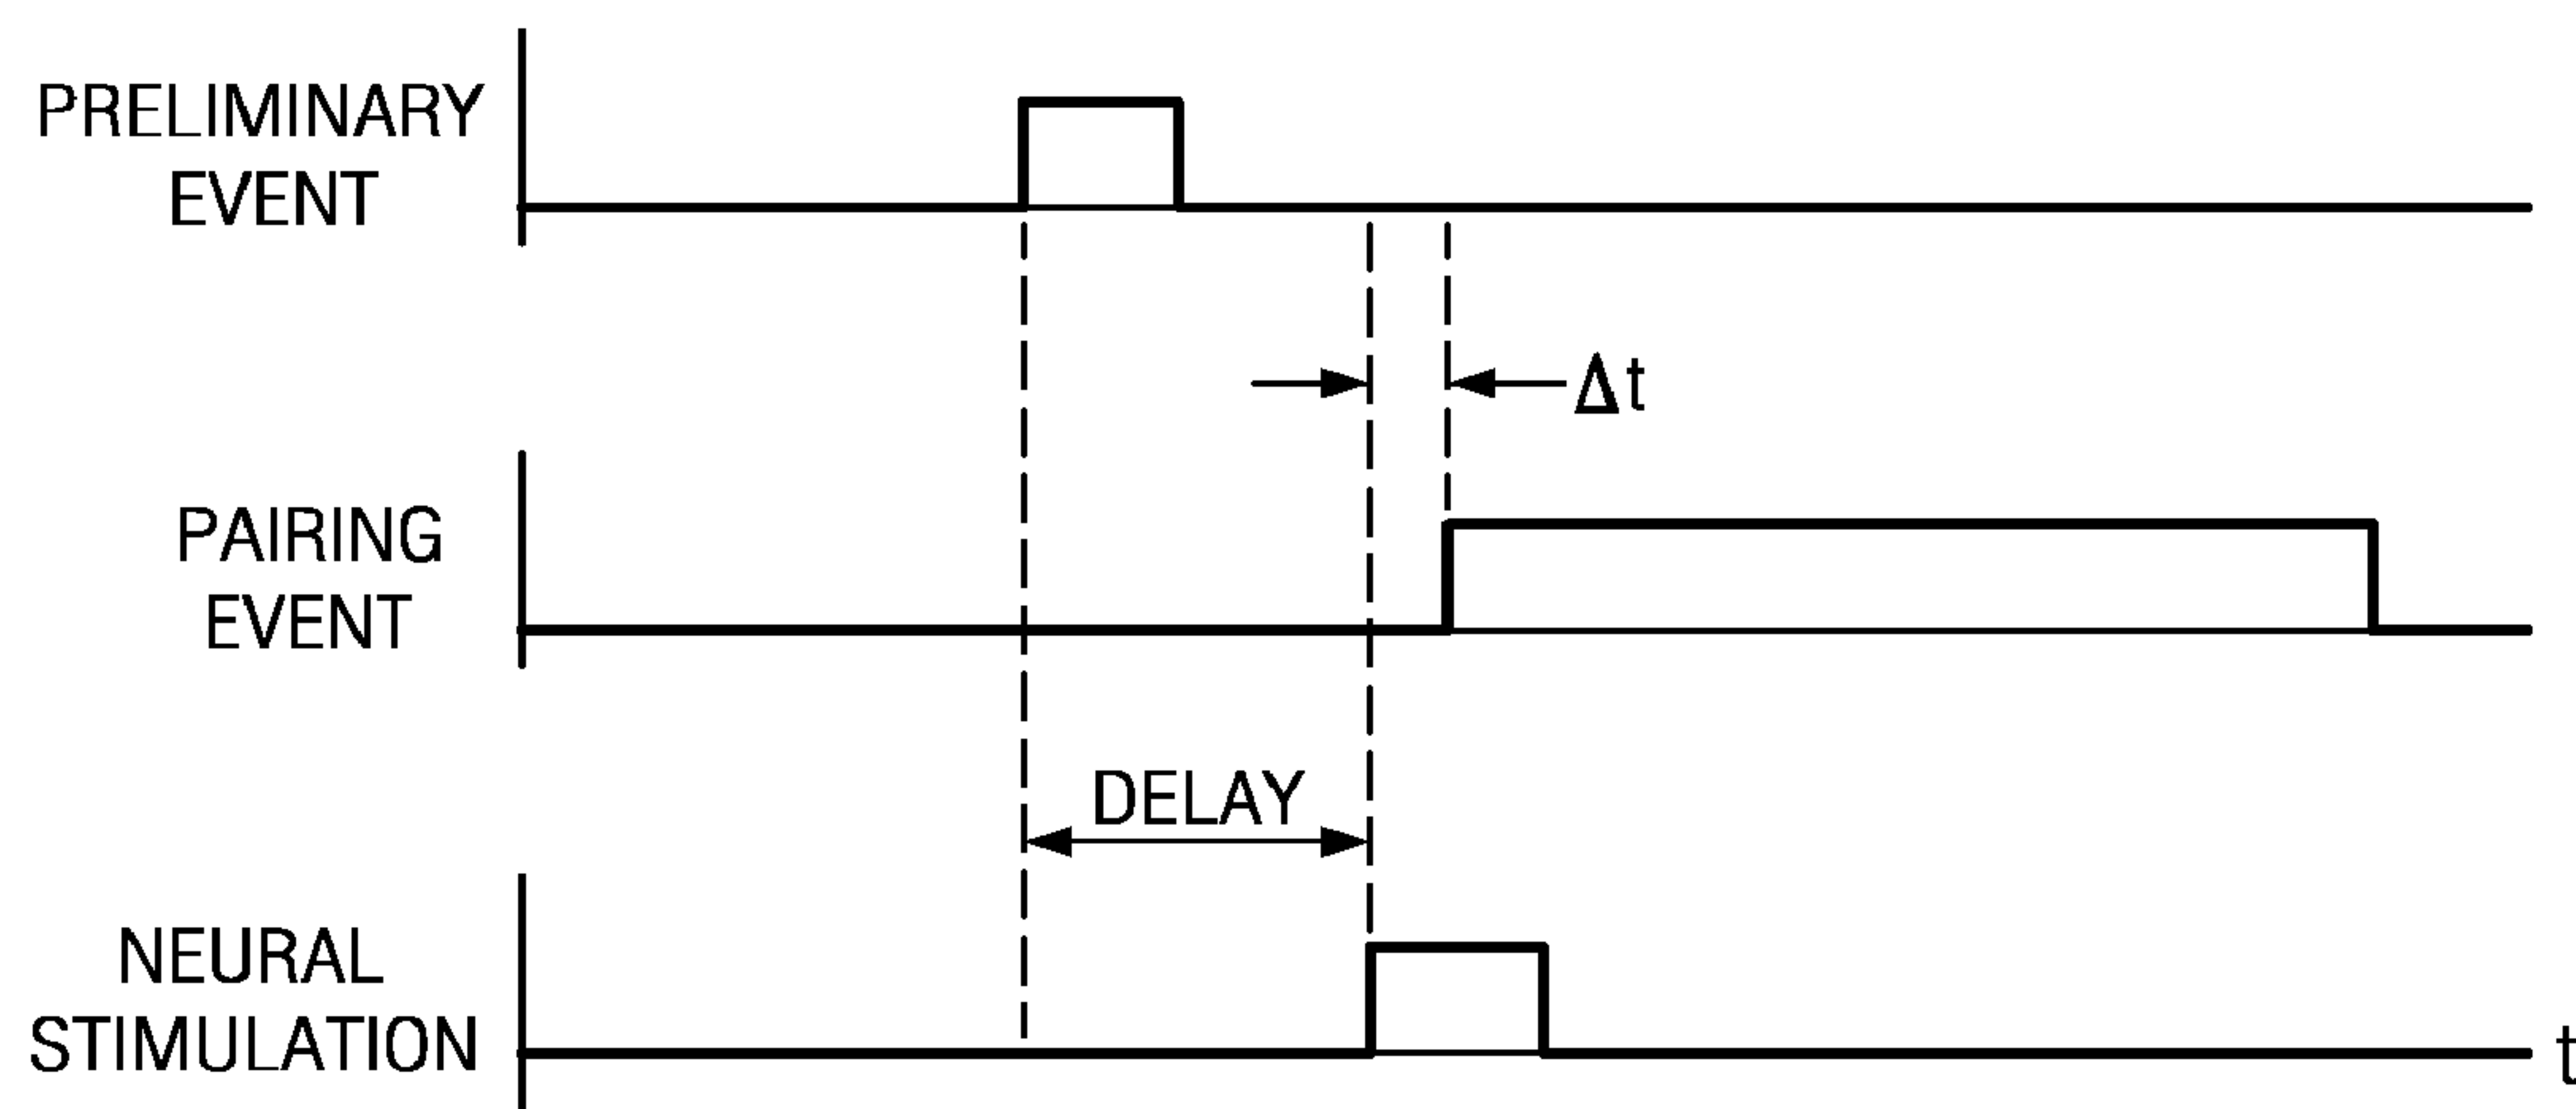 PRELIMINARY
EVENT
Δt
PAIRING
EVENT
DELAY
NEURAL
STIMULATION
t